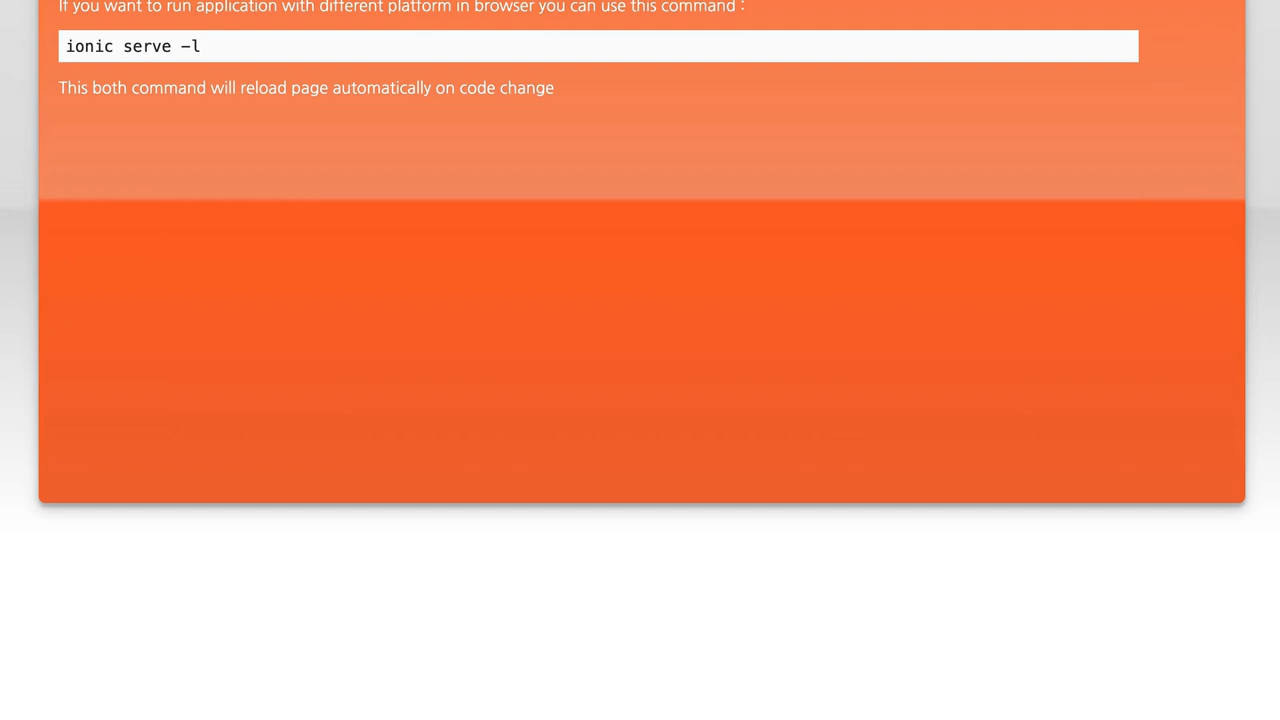 If you want to run application with different platform in browser you can use this command :
ionic serve -l
This both command will reload page automatically on code change